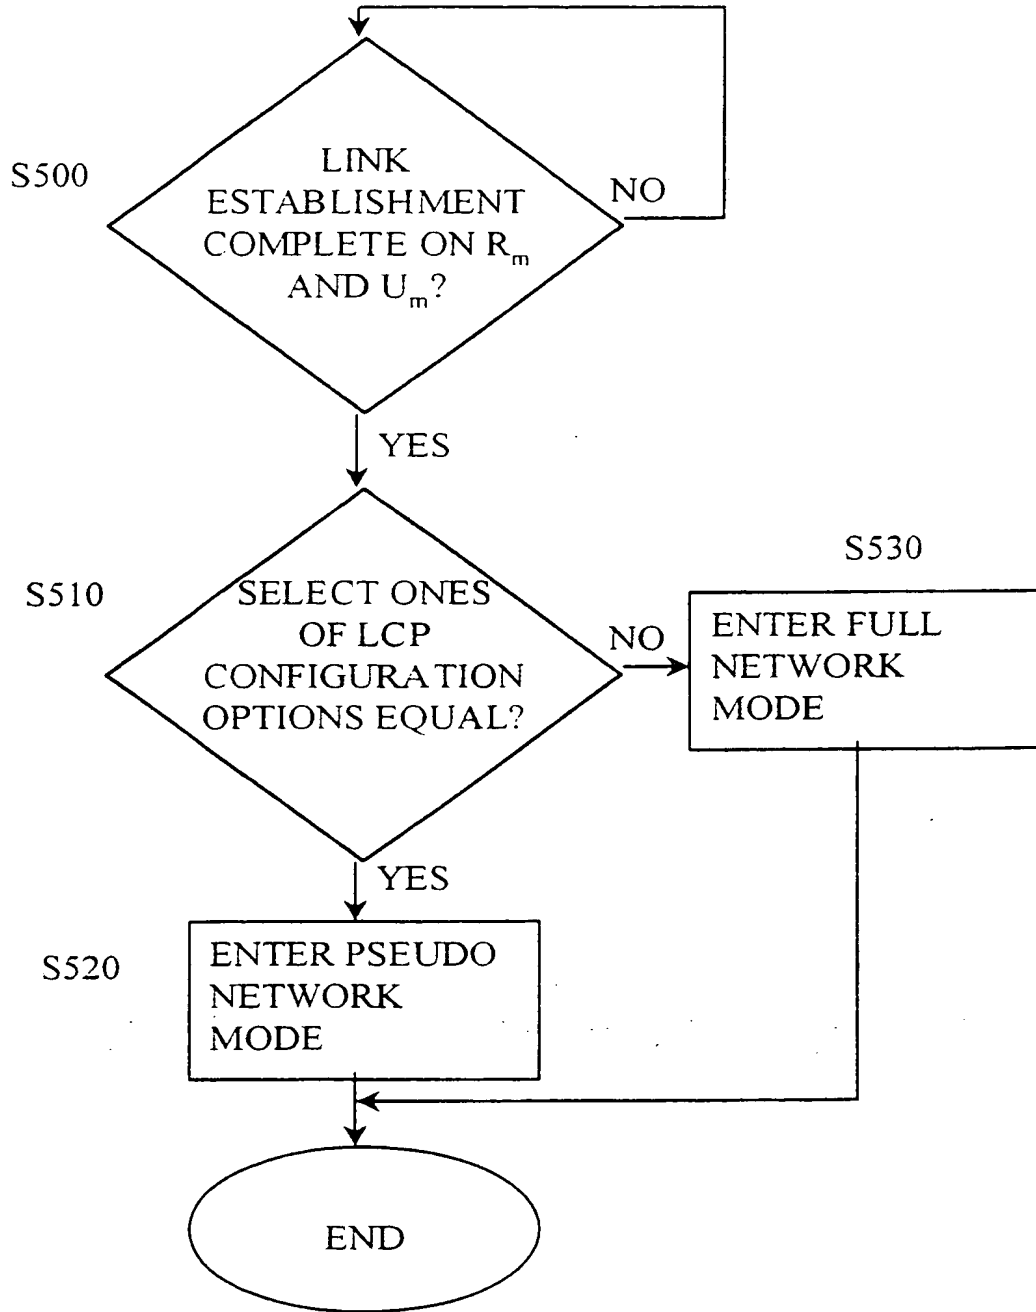 S500
LINK
ESTABLISHMENT
COMPLETE ON Rm
AND Um?
NO
YES
S510
SELECT ONES
OF LCP
CONFIGURATION
OPTIONS EQUAL?
NO
S530
ENTER FULL
NETWORK
MODE
YES
S520
ENTER PSEUDO
NETWORK
MODE
END